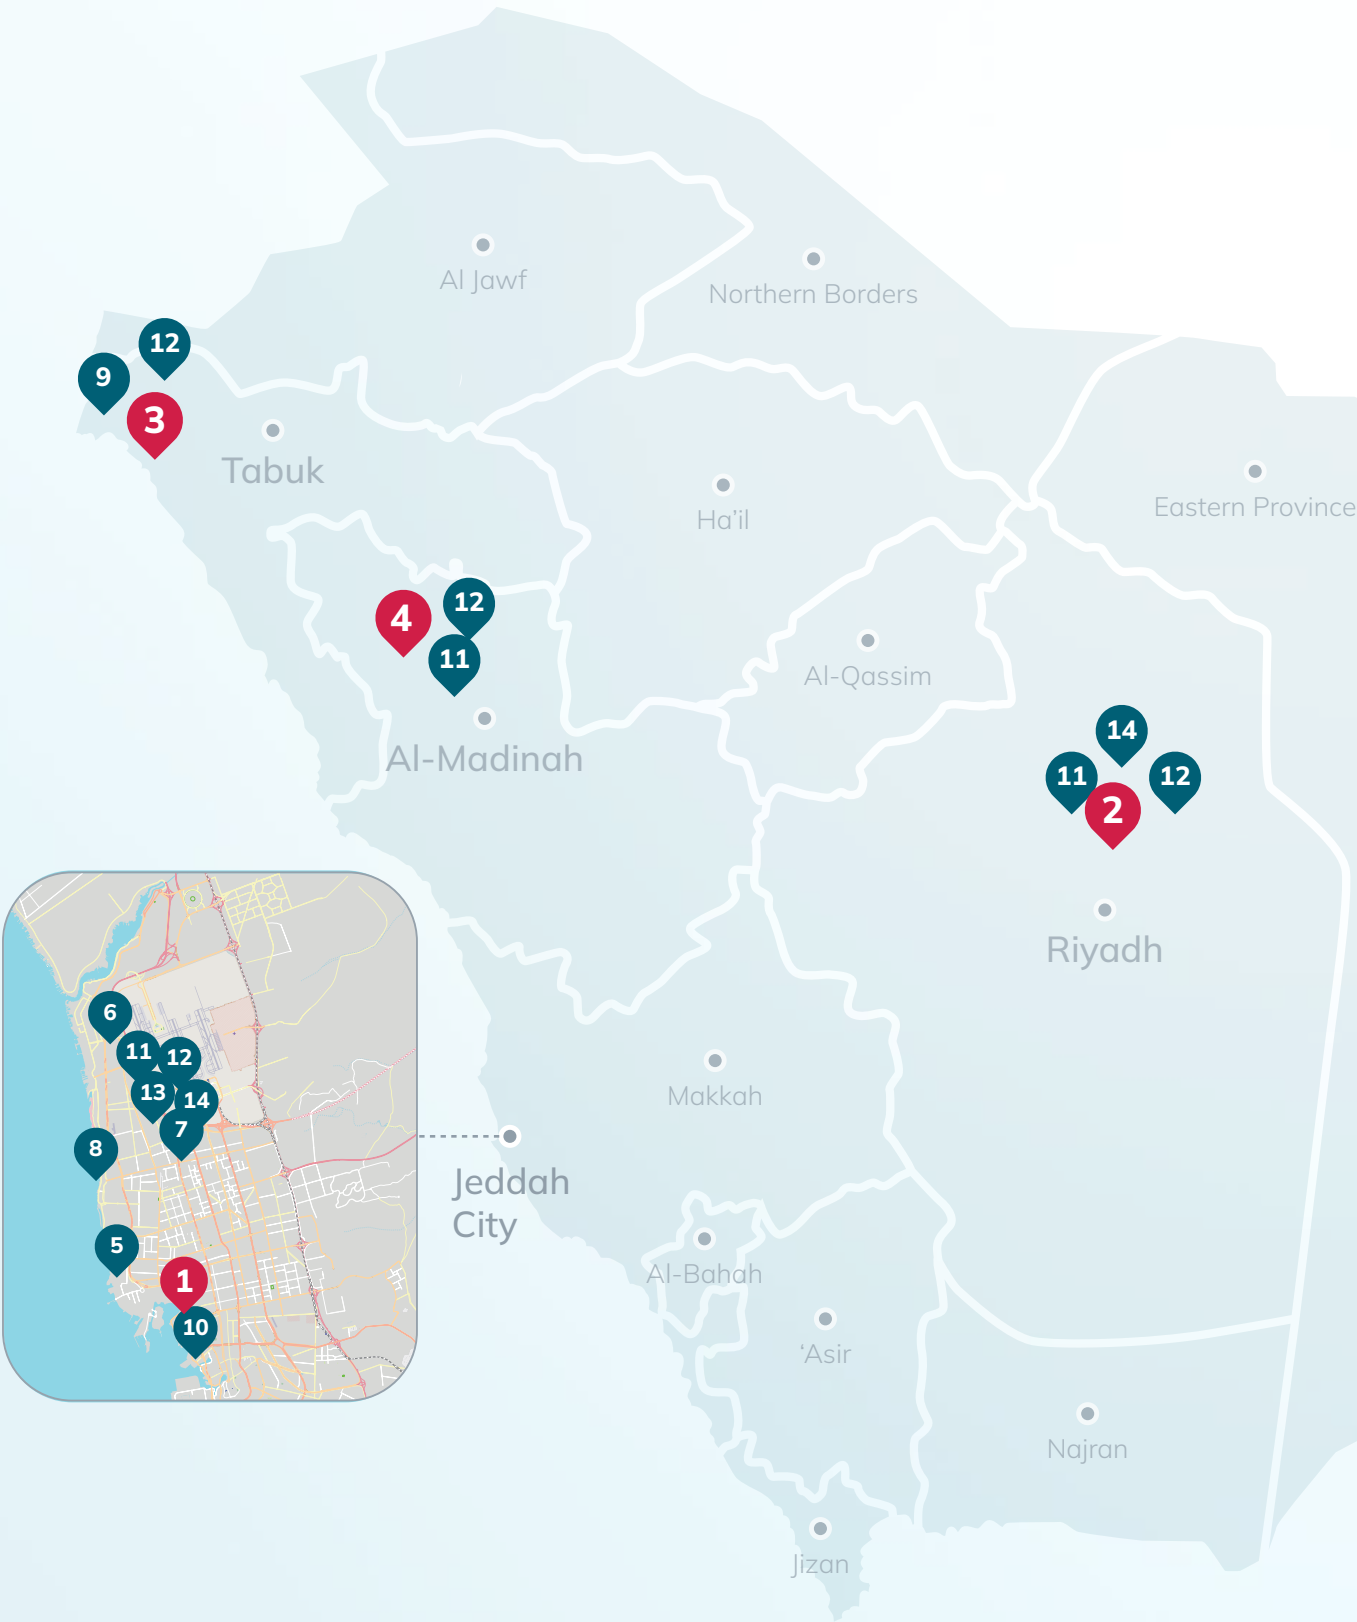 Al Jawf
Northern Borders
12
9
3
Tabuk
Eastern Province
Ha'il
12
4
11
Al-Qassim
Al-Madinah
14
11
12
2
Riyadh
6
11
12
13
14
7
8
5
1
10
Makkah
Jeddah
City
Al-Bahah
‘Asir
Najran
Jizan